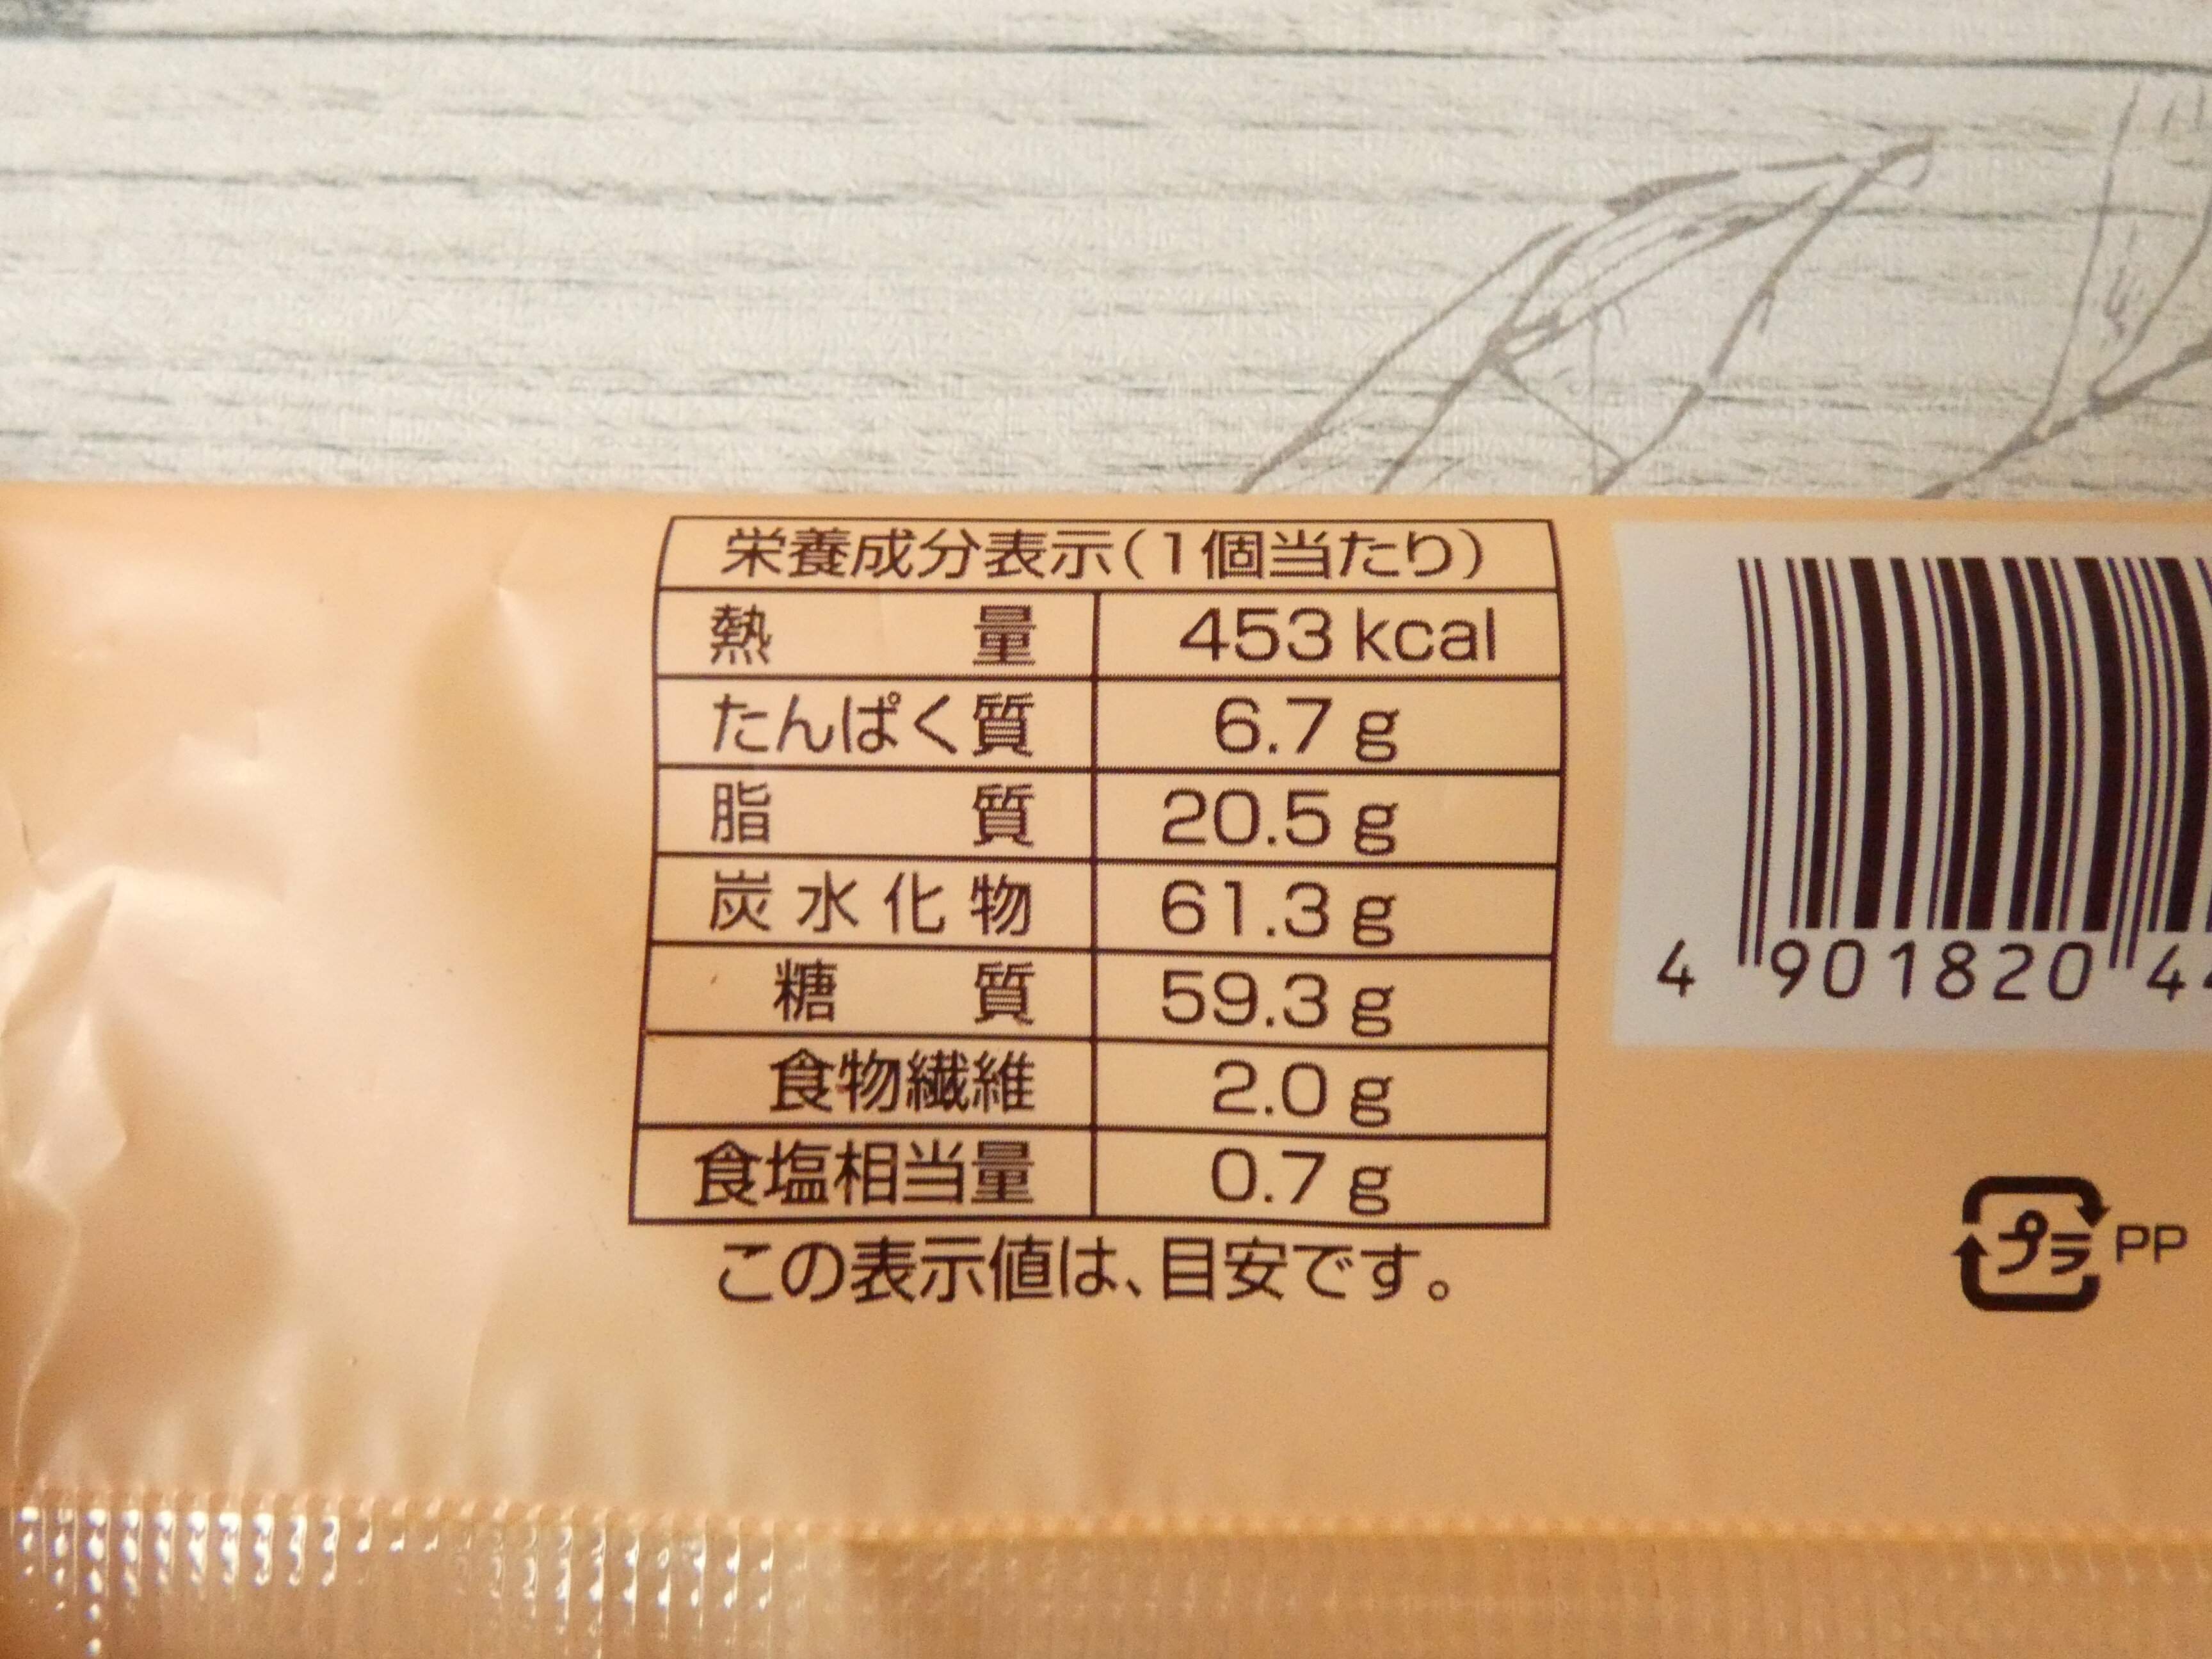 栄養成分表示(1個当たり)
熱量 453 kcal
たんぱく質 6.7 g
脂質 20.5 g
炭水化物 61.3 g
糖質 59.3 g
食物繊維 2.0 g
食塩相当量 0.7 g
この表示値は、目安です。
4 901820 4
プラ PP